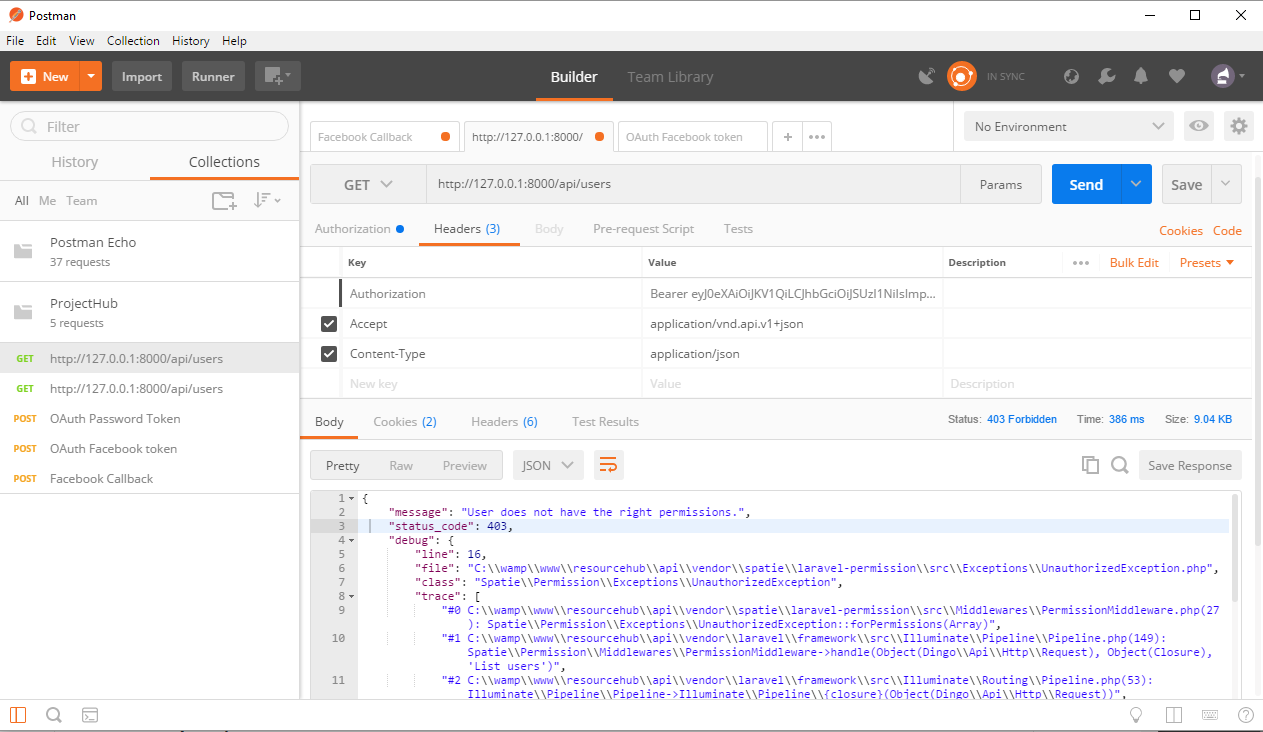 Postman
File Edit View Collection History Help
New Import Runner Builder Team Library IN SYNC
Filter
History Collections
All Me Team
Postman Echo
37 requests
ProjectHub
5 requests
GET http://127.0.0.1:8000/api/users
GET http://127.0.0.1:8000/api/users
POST OAuth Password Token
POST OAuth Facebook token
POST Facebook Callback
Facebook Callback http://127.0.0.1:8000/ OAuth Facebook token + ••• No Environment
GET http://127.0.0.1:8000/api/users Params Send Save
Authorization Headers (3) Body Pre-request Script Tests Cookies Code
Key Value Description ••• Bulk Edit Presets
Authorization Bearer eyJ0eXAiOiJKV1QiLCJhbGciOiJSUzI1NiIsImp...
Accept application/vnd.api.v1+json
Content-Type application/json
New key Value Description
Body Cookies (2) Headers (6) Test Results Status: 403 Forbidden Time: 386 ms Size: 9.04 KB
Pretty Raw Preview JSON Save Response
1 {
2 "message": "User does not have the right permissions.",
3 "status_code": 403,
4 "debug": {
5 "line": 16,
6 "file": "C:\\wamp\\www\\resourcehub\\api\\vendor\\spatie\\laravel-permission\\src\\Exceptions\\UnauthorizedException.php",
7 "class": "Spatie\\Permission\\Exceptions\\UnauthorizedException",
8 "trace": [
9 "#0 C:\\wamp\\www\\resourcehub\\api\\vendor\\spatie\\laravel-permission\\src\\Middlewares\\PermissionMiddleware.php(27
): Spatie\\Permission\\Exceptions\\UnauthorizedException::forPermissions(Array)",
10 "#1 C:\\wamp\\www\\resourcehub\\api\\vendor\\laravel\\framework\\src\\Illuminate\\Pipeline\\Pipeline.php(149):
Spatie\\Permission\\Middlewares\\PermissionMiddleware->handle(Object(Dingo\\Api\\Http\\Request), Object(Closure),
'List users')",
11 "#2 C:\\wamp\\www\\resourcehub\\api\\vendor\\laravel\\framework\\src\\Illuminate\\Routing\\Pipeline.php(53):
Illuminate\\Pipeline\\Pipeline->Illuminate\\Pipeline\\{closure}(Object(Dingo\\Api\\Http\\Request))",